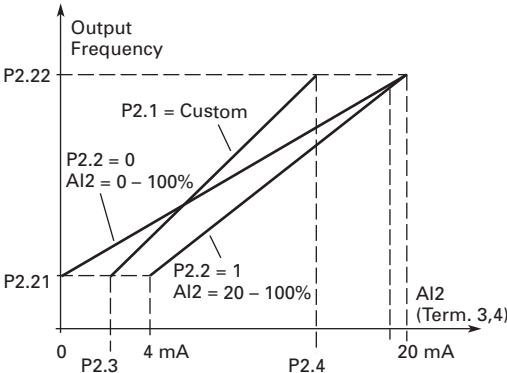 Output
Frequency
P2.22
P2.1 = Custom
P2.2 = 0
AI2 = 0 – 100%
P2.21
P2.2 = 1
AI2 = 20 – 100%
AI2
(Term. 3,4)
0
P2.3
4 mA
P2.4
20 mA